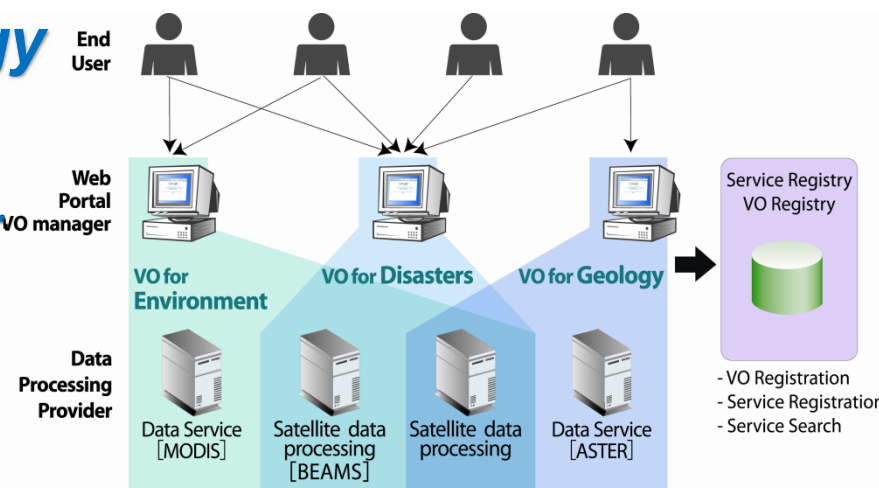 gy
End
User
Web
Portal
VO manager
VO for
Environment
VO for Disasters
VO for Geology
Service Registry
VO Registry
Data
Processing
Provider
Data Service
[MODIS]
Satellite data
processing
[BEAMS]
Satellite data
processing
Data Service
[ASTER]
- VO Registration
- Service Registration
- Service Search